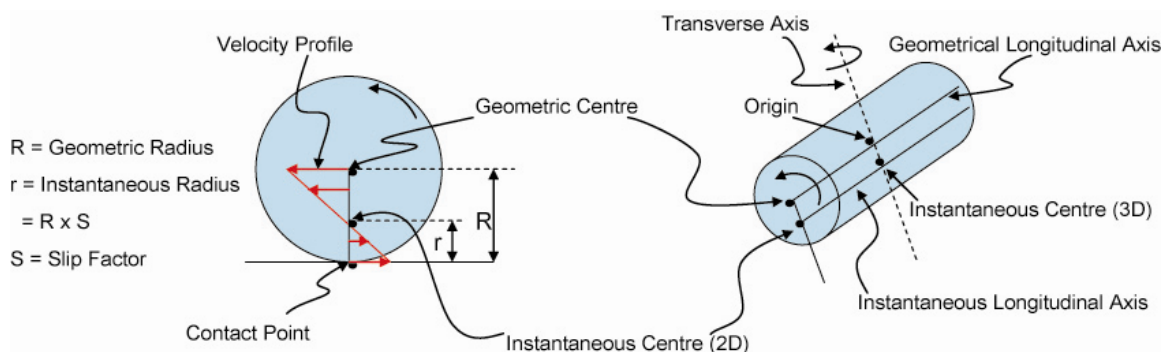 Velocity Profile
Transverse Axis
Geometrical Longitudinal Axis
Geometric Centre
Origin
R = Geometric Radius
r = Instantaneous Radius
= R x S
S = Slip Factor
r
R
Instantaneous Centre (3D)
Instantaneous Longitudinal Axis
Contact Point
Instantaneous Centre (2D)